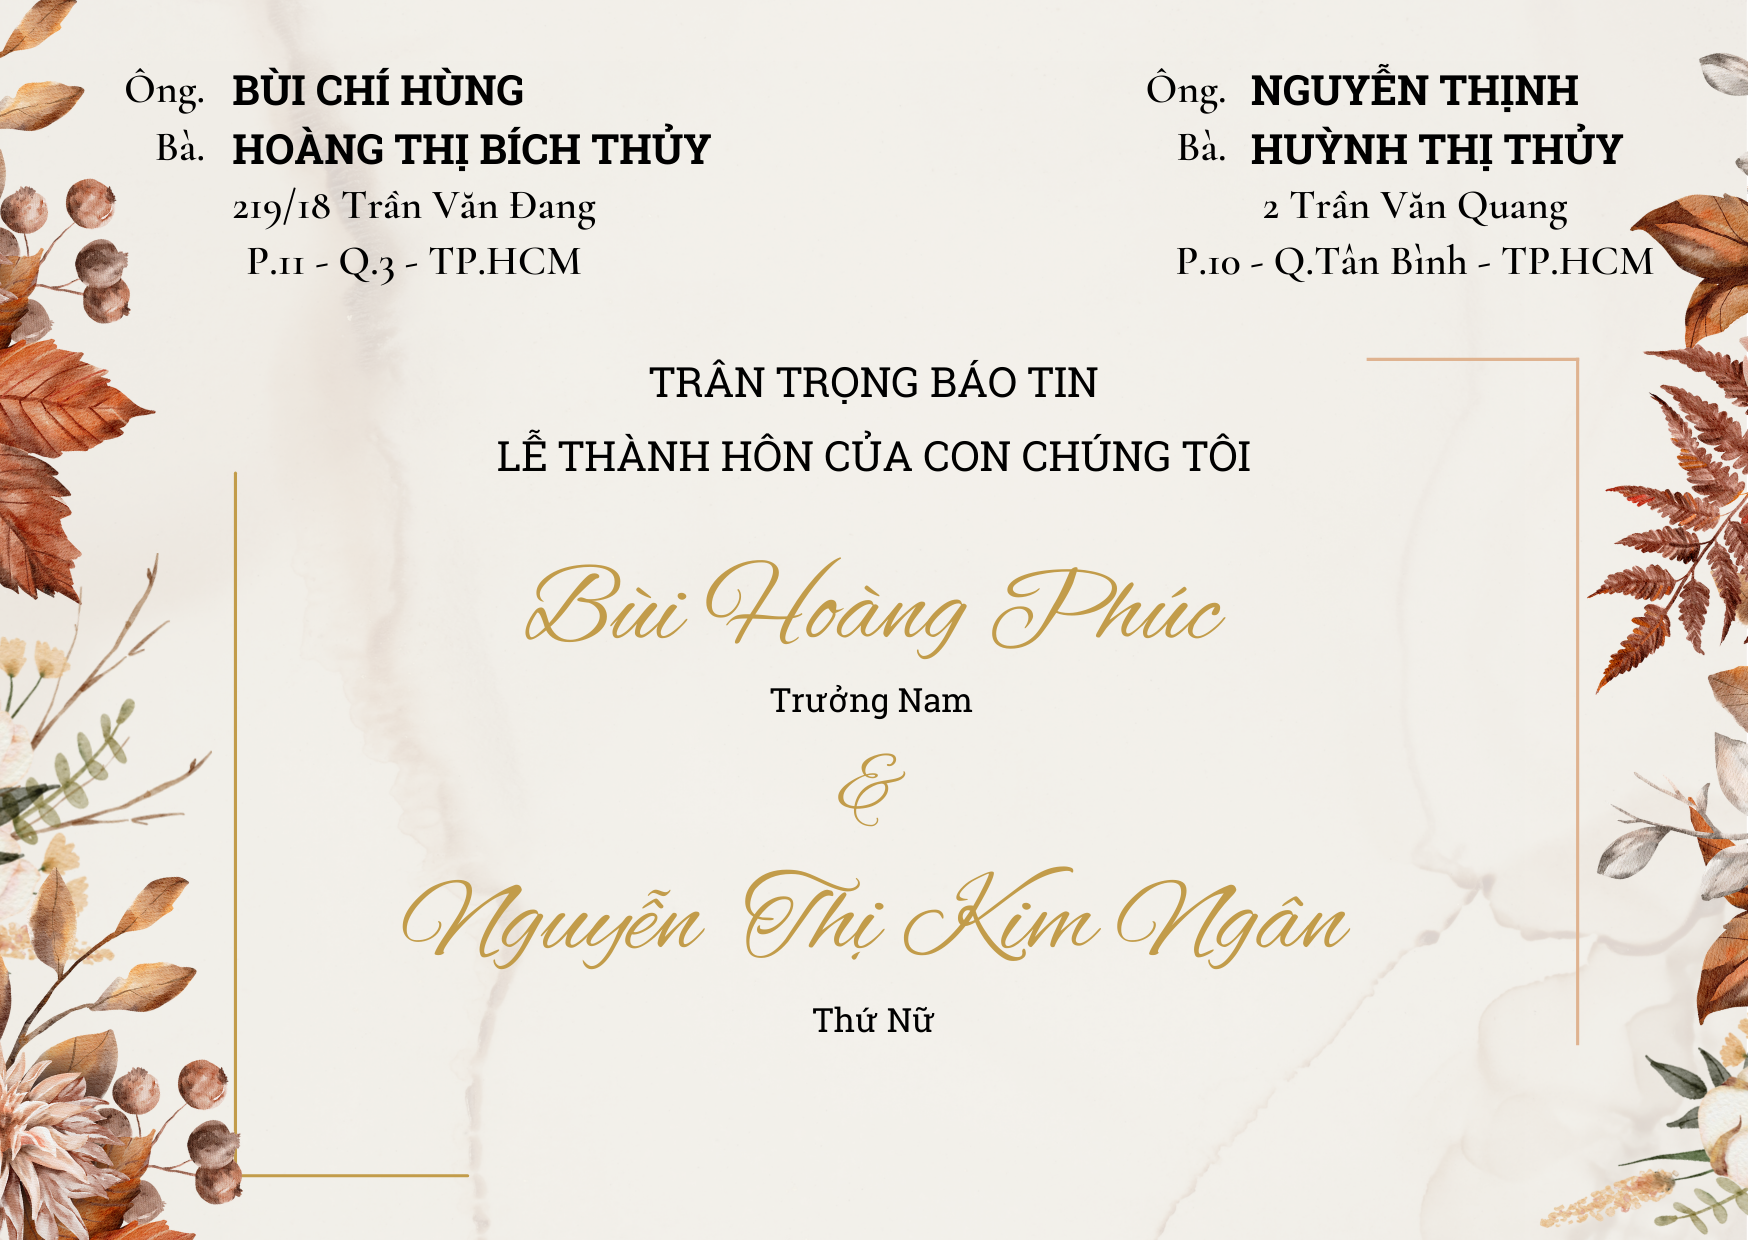 Ông. BÙI CHÍ HÙNG
Bà. HOÀNG THỊ BÍCH THỦY
219/18 Trần Văn Đang
P.11 - Q.3 - TP.HCM
Ông. NGUYỄN THỊNH
Bà. HUỲNH THỊ THỦY
2 Trần Văn Quang
P.10 - Q.Tân Bình - TP.HCM
TRÂN TRỌNG BÁO TIN
LỄ THÀNH HÔN CỦA CON CHÚNG TÔI
Bùi Hoàng Phúc
Trưởng Nam
&
Nguyễn Thị Kim Ngân
Thứ Nữ